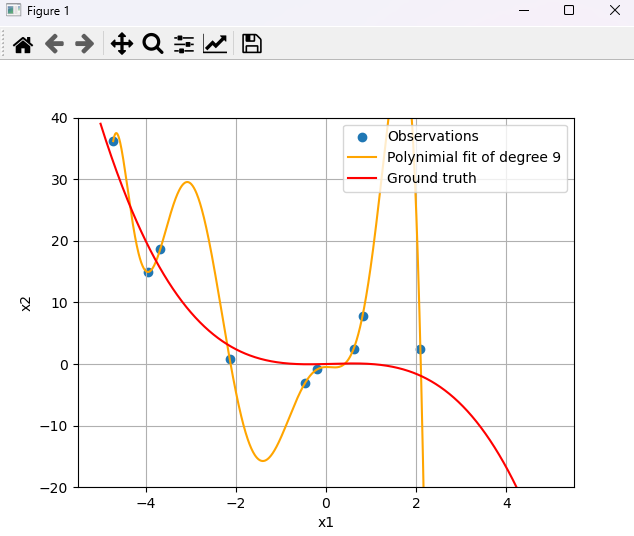 Figure 1
Observations
Polynimial fit of degree 9
Ground truth
40
30
20
10
0
−10
−20
x2
−4 −2 0 2 4
x1